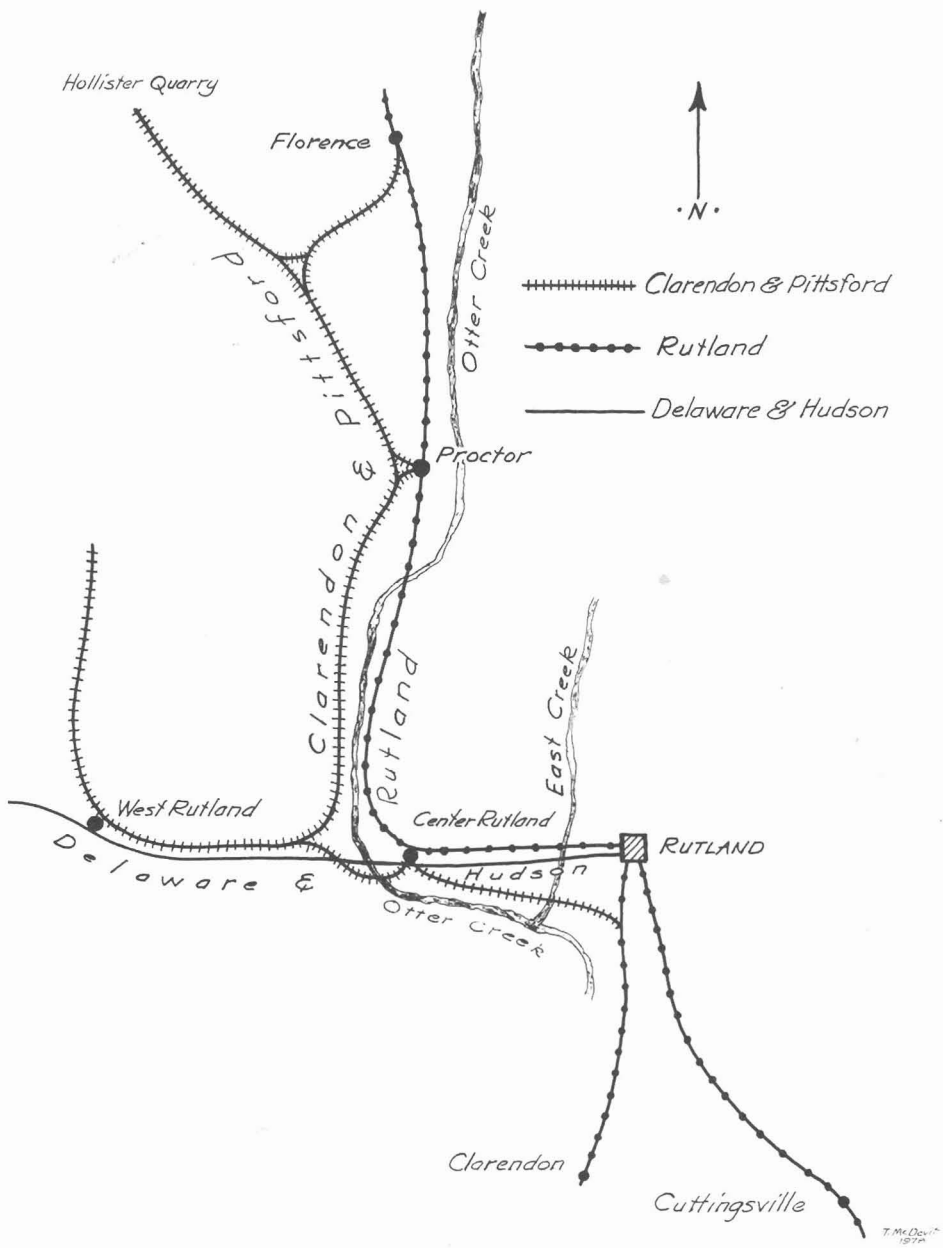 Hollister Quarry
Florence
· N ·
Otter Creek
Clarendon & Pittsford
Rutland
Delaware & Hudson
Clarendon & Pittsford
Proctor
Rutland
East Creek
West Rutland
Center Rutland
RUTLAND
Delaware & Hudson
Otter Creek
Clarendon
Cuttingsville
T. McDevitt